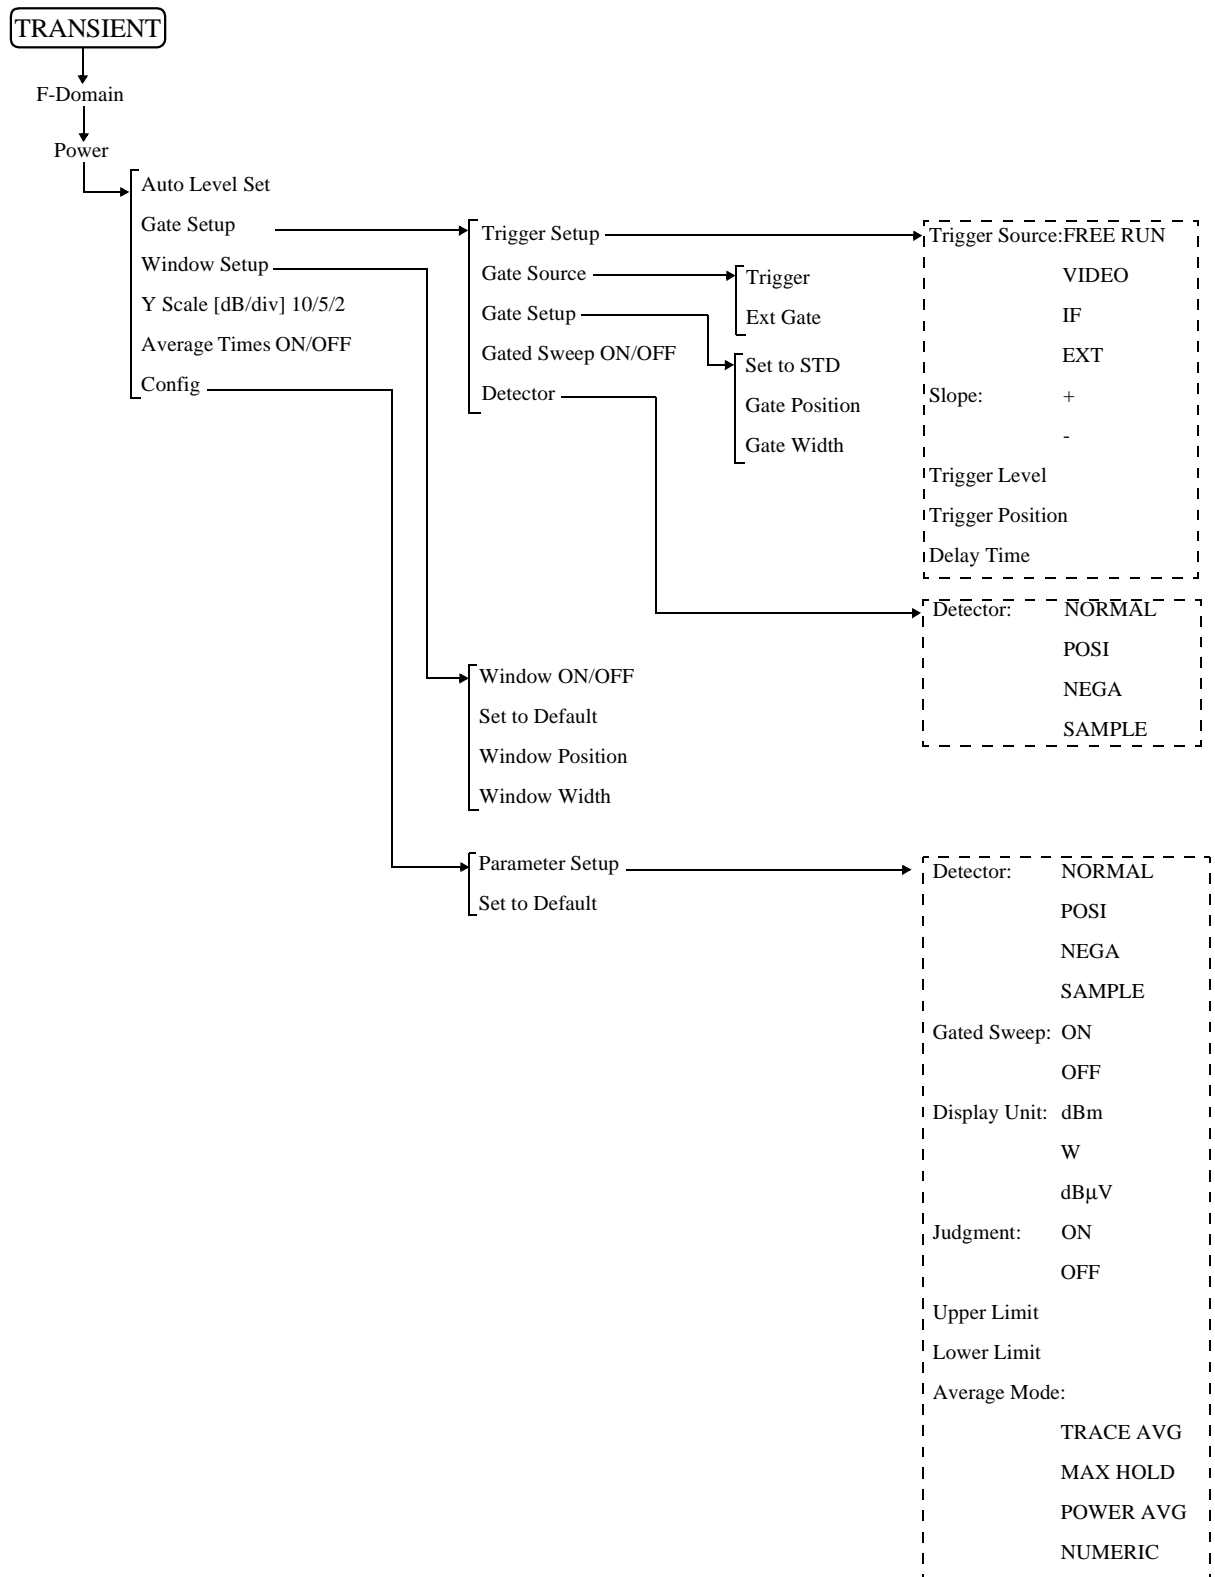 TRANSIENT
F-Domain
Power
Auto Level Set
Gate Setup
Window Setup
Y Scale [dB/div] 10/5/2
Average Times ON/OFF
Config
Trigger Setup
Gate Source
Gate Setup
Gated Sweep ON/OFF
Detector
Trigger
Ext Gate
Set to STD
Gate Position
Gate Width
Trigger Source:FREE RUN
VIDEO
IF
EXT
Slope: +
-
Trigger Level
Trigger Position
Delay Time
Detector: NORMAL
POSI
NEGA
SAMPLE
Window ON/OFF
Set to Default
Window Position
Window Width
Parameter Setup
Set to Default
Detector: NORMAL
POSI
NEGA
SAMPLE
Gated Sweep: ON
OFF
Display Unit: dBm
W
dBμV
Judgment: ON
OFF
Upper Limit
Lower Limit
Average Mode:
TRACE AVG
MAX HOLD
POWER AVG
NUMERIC